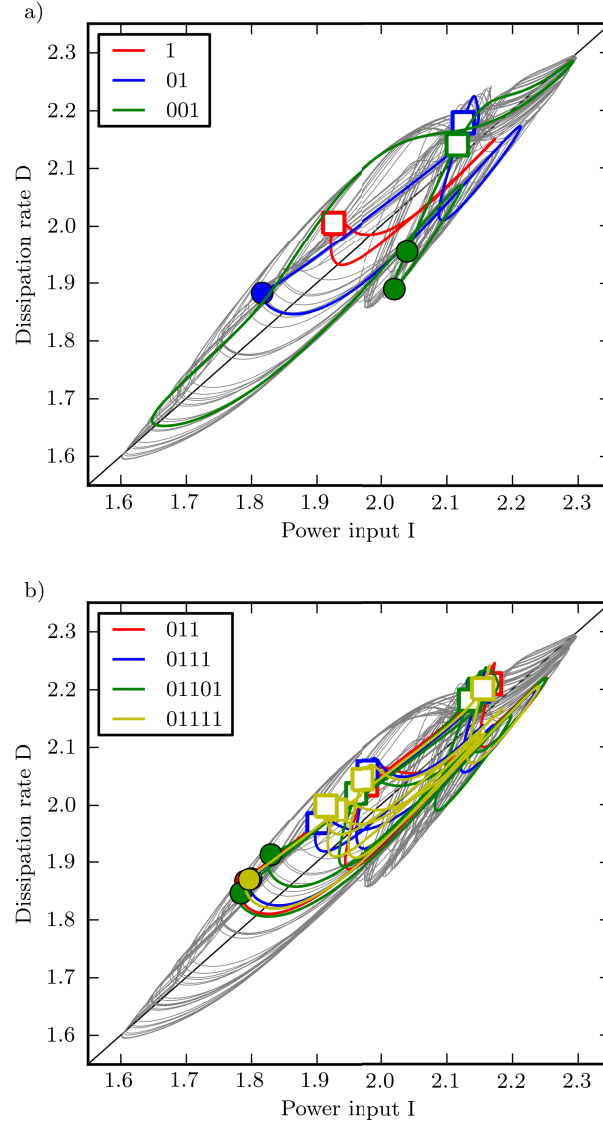 a)
2.3
2.2
2.1
2.0
1.9
1.8
1.7
1.6
Dissipation rate D
1
01
001
1.6 1.7 1.8 1.9 2.0 2.1 2.2 2.3
Power input I
b)
2.3
2.2
2.1
2.0
1.9
1.8
1.7
1.6
Dissipation rate D
011
0111
01101
01111
1.6 1.7 1.8 1.9 2.0 2.1 2.2 2.3
Power input I